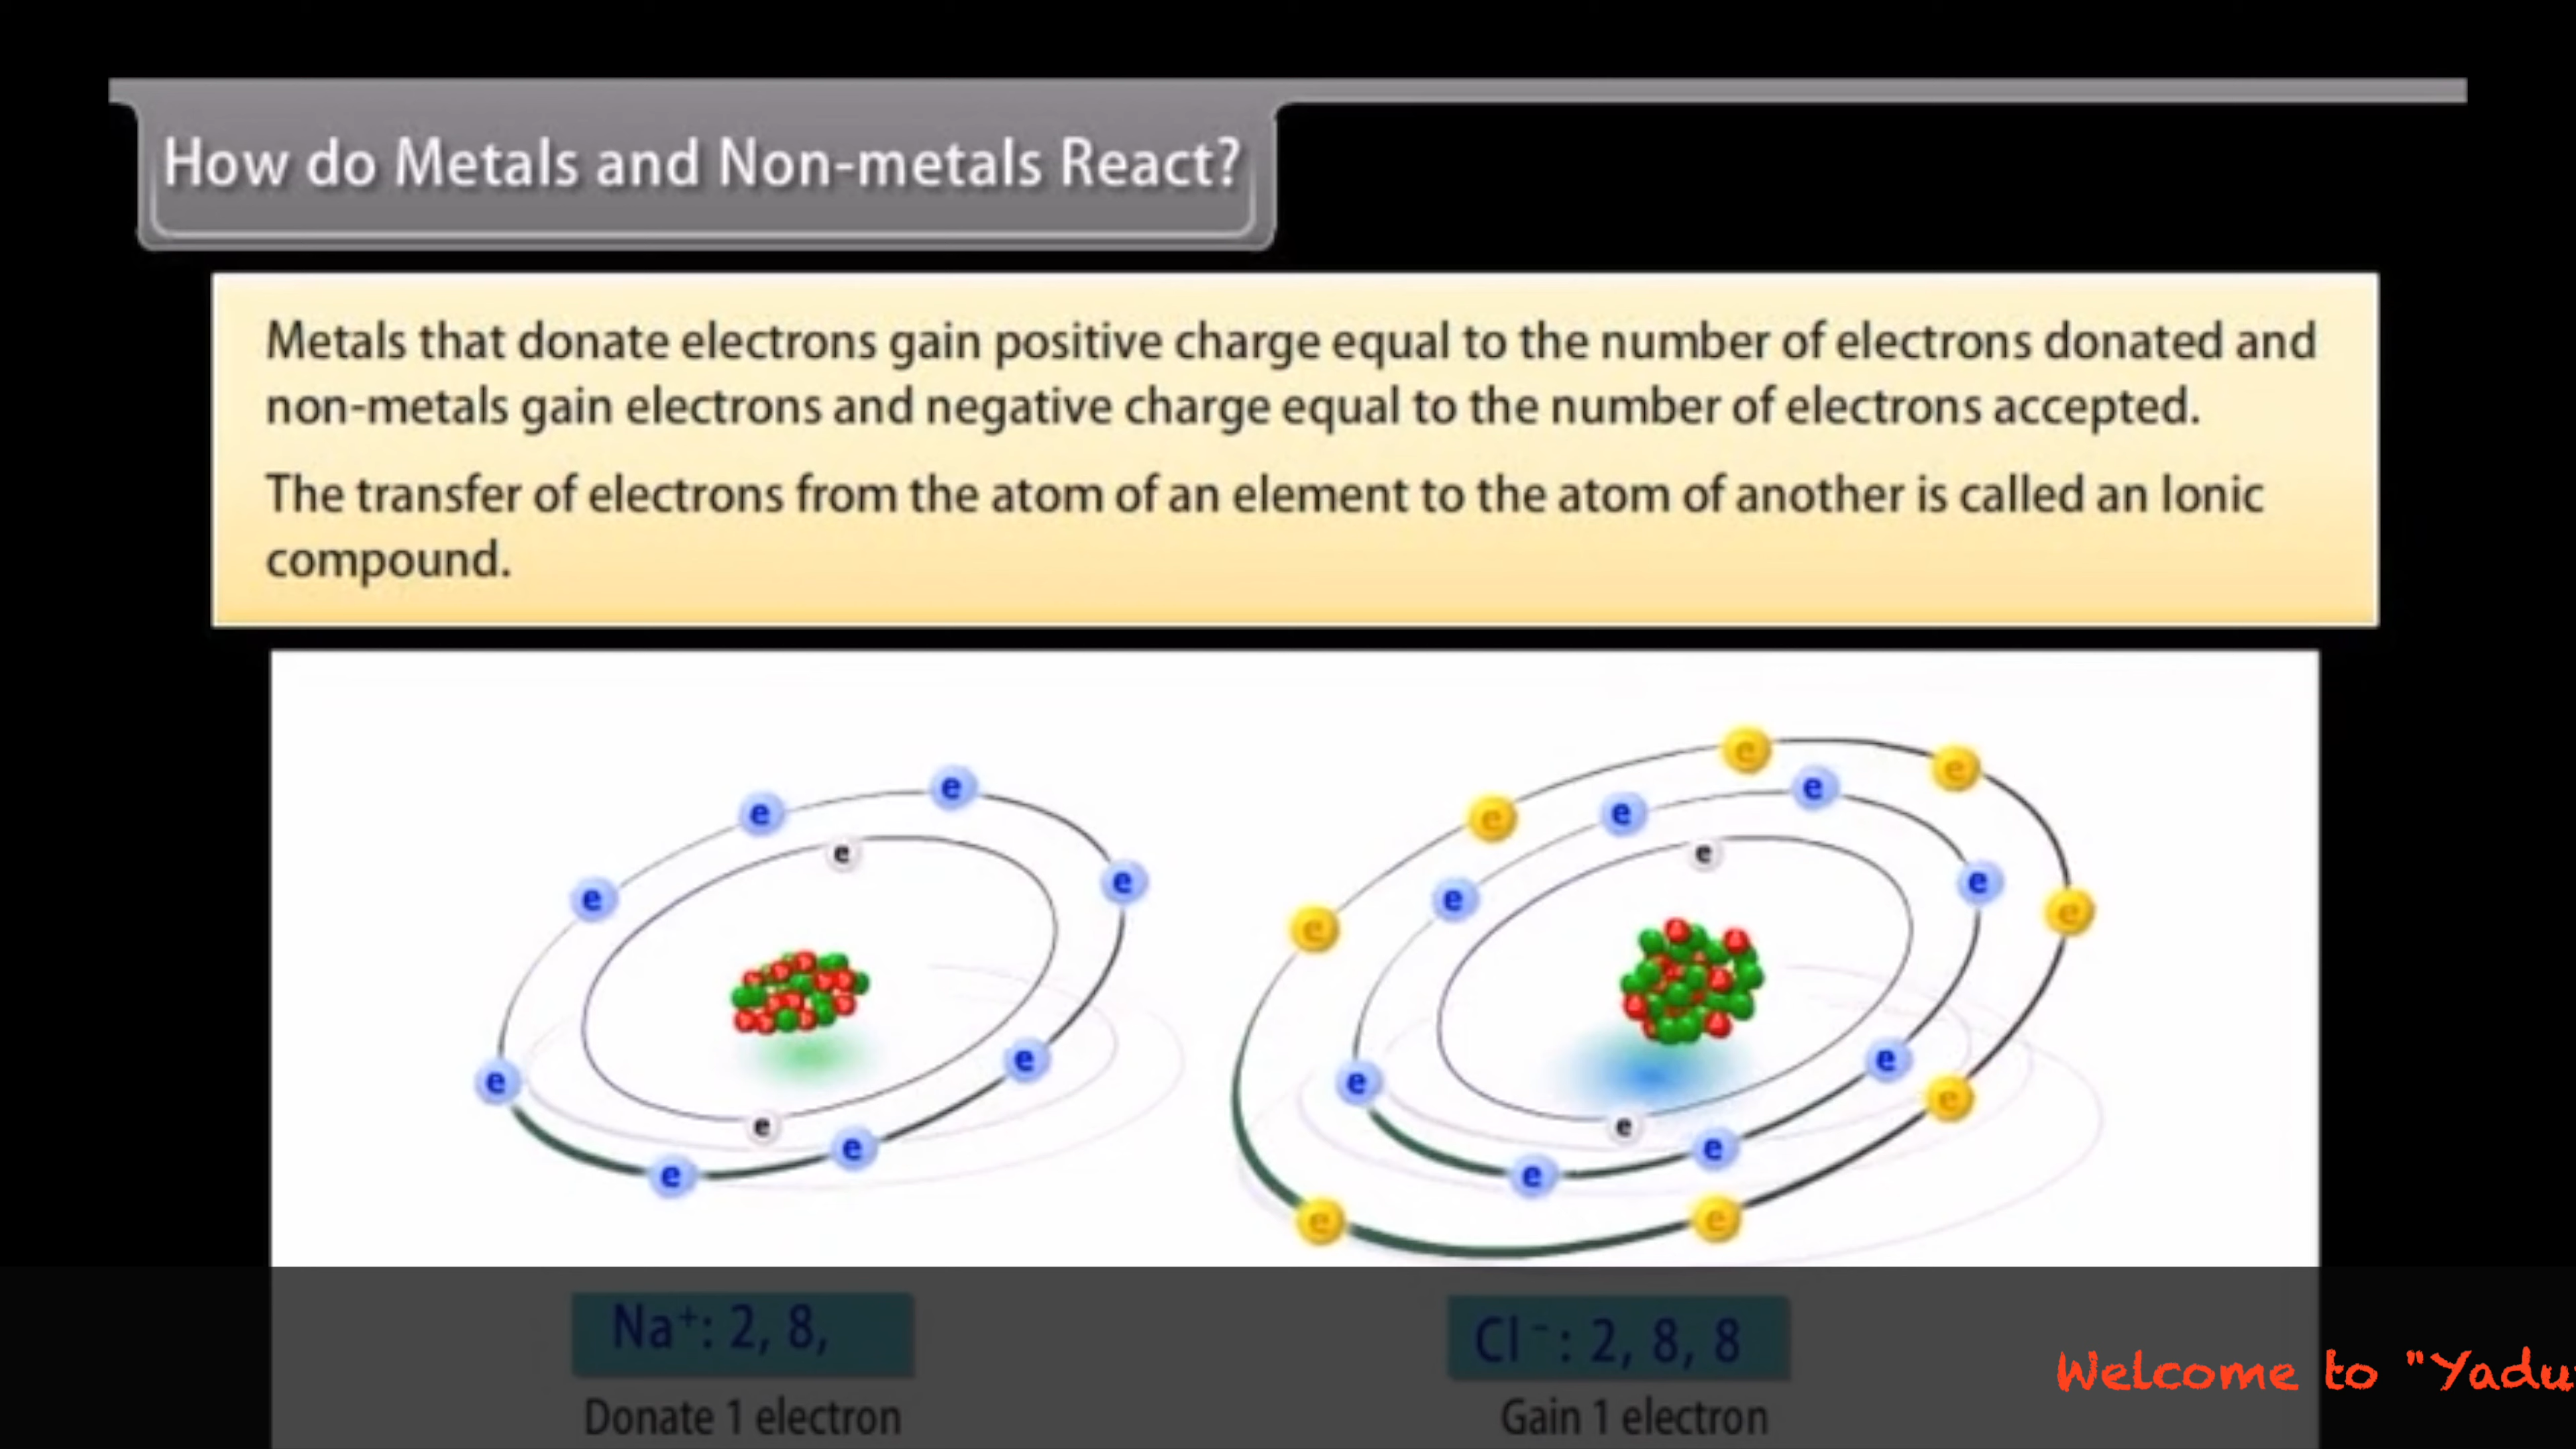 How do Metals and Non-metals React?
Metals that donate electrons gain positive charge equal to the number of electrons donated and
non-metals gain electrons and negative charge equal to the number of electrons accepted.
The transfer of electrons from the atom of an element to the atom of another is called an Ionic
compound.
e e e e e e e e e e
e e e e e e e e e e e e e e e e e e
Na⁺: 2, 8,
Donate 1 electron
Cl⁻: 2, 8, 8
Gain 1 electron
Welcome to "Yadu